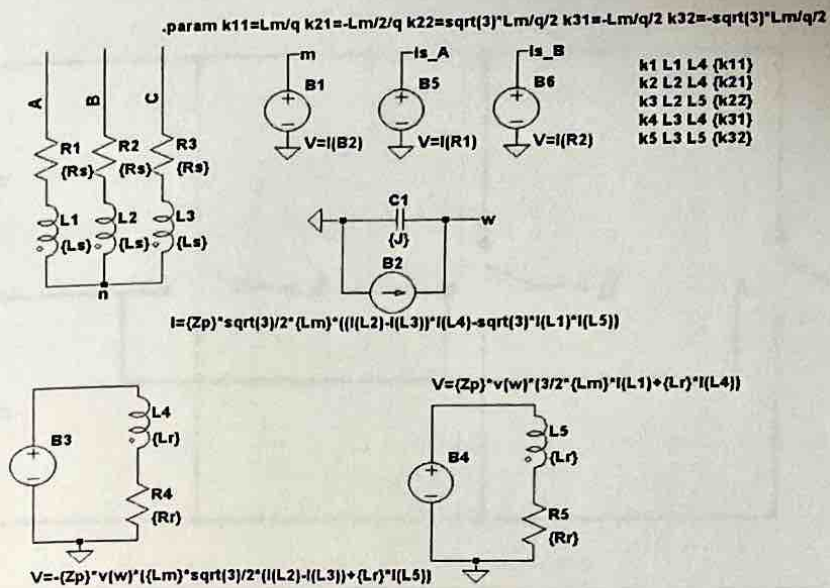 .param k11=Lm/q k21=-Lm/2/q k22=sqrt(3)*Lm/q/2 k31=-Lm/q/2 k32=-sqrt(3)*Lm/q/2
A
B
C
R1
{Rs}
R2
{Rs}
R3
{Rs}
L1
{Ls}
L2
{Ls}
L3
{Ls}
n
m
B1
V=I(B2)
Is_A
B5
V=I(R1)
Is_B
B6
V=I(R2)
k1 L1 L4 {k11}
k2 L2 L4 {k21}
k3 L2 L5 {k22}
k4 L3 L4 {k31}
k5 L3 L5 {k32}
C1
{J}
w
B2
I={Zp}*sqrt(3)/2*{Lm}*((I(L2)-I(L3))*I(L4)-sqrt(3)*I(L1)*I(L5))
B3
L4
{Lr}
R4
{Rr}
V=-{Zp}*v(w)*({Lm}*sqrt(3)/2*(I(L2)-I(L3))+{Lr}*I(L5))
V={Zp}*v(w)*(3/2*{Lm}*I(L1)+{Lr}*I(L4))
B4
L5
{Lr}
R5
{Rr}